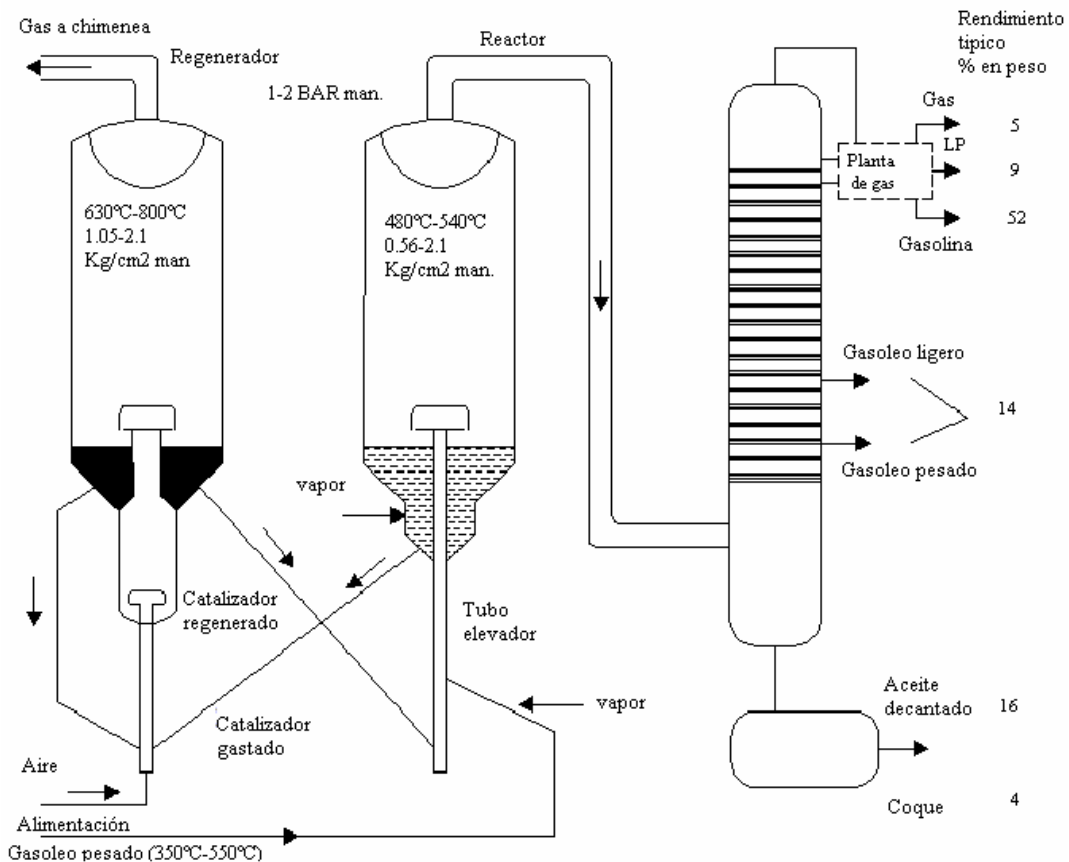 Gas a chimenea
Regenerador
1-2 BAR man.
Reactor
Rendimiento
tipico
% en peso
Gas
5
LP
9
Planta
de gas
52
Gasolina
630ºC-800ºC
1.05-2.1
Kg/cm2 man
480ºC-540ºC
0.56-2.1
Kg/cm2 man.
Gasoleo ligero
14
Gasoleo pesado
vapor
Catalizador
regenerado
Tubo
elevador
vapor
Catalizador
gastado
Aceite
decantado
16
Aire
Coque
4
Alimentación
Gasoleo pesado (350ºC-550ºC)